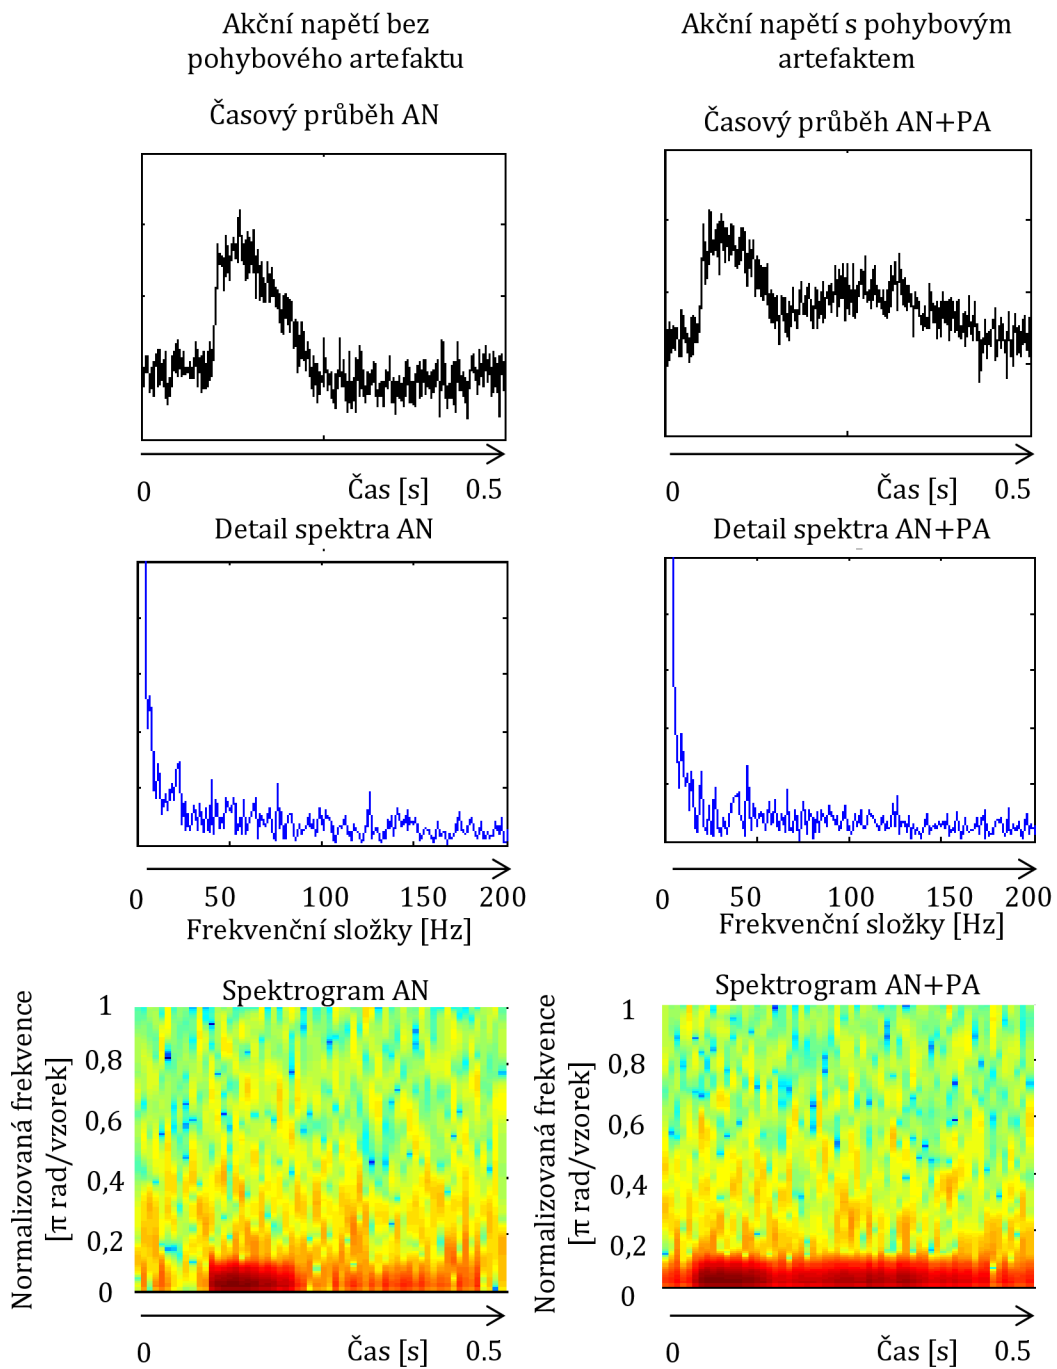 Akční napětí bez
pohybového artefaktu
Časový průběh AN
0
Čas [s]
0.5
Detail spektra AN
0
50
100
150
200
Frekvenční složky [Hz]
Spektrogram AN
Normalizovaná frekvence
[π rad/vzorek]
1
0,8
0,6
0,4
0,2
0
0
Čas [s]
0.5
Akční napětí s pohybovým
artefaktem
Časový průběh AN+PA
0
Čas [s]
0.5
Detail spektra AN+PA
0
50
100
150
200
Frekvenční složky [Hz]
Spektrogram AN+PA
Normalizovaná frekvence
[π rad/vzorek]
1
0,8
0,6
0,4
0,2
0
0
Čas [s]
0.5